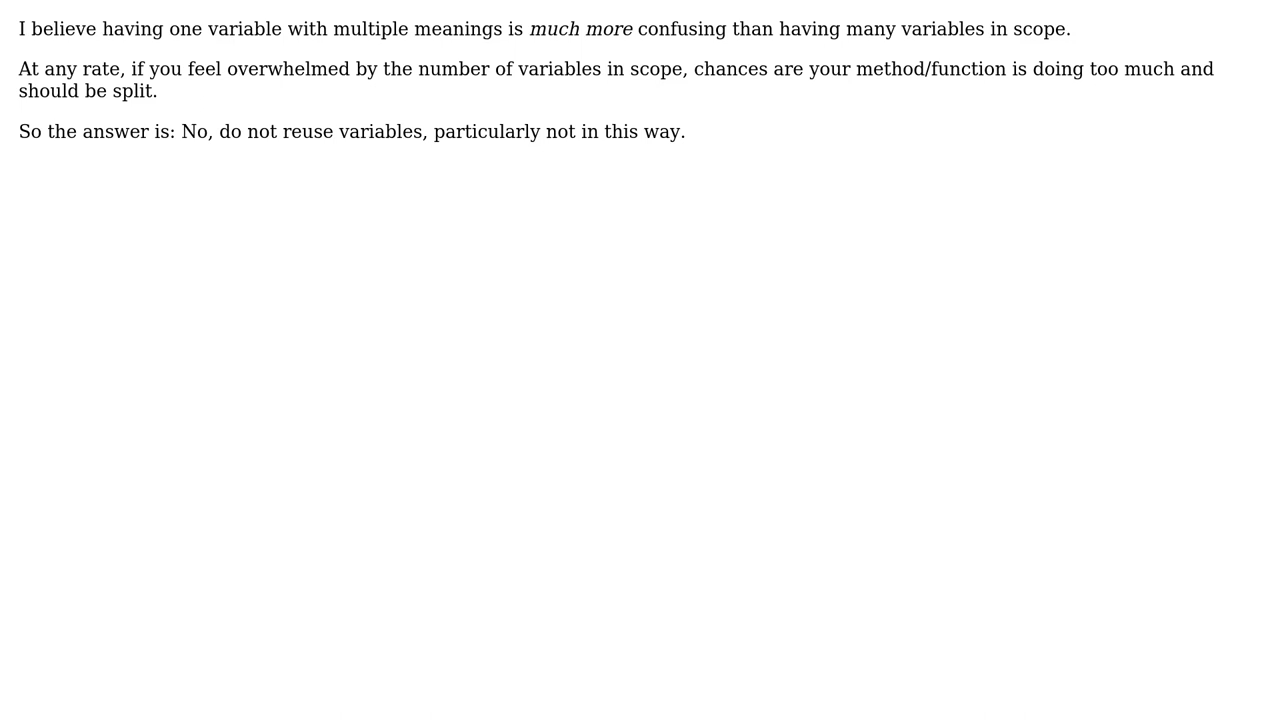 I believe having one variable with multiple meanings is much more confusing than having many variables in scope.
At any rate, if you feel overwhelmed by the number of variables in scope, chances are your method/function is doing too much and
should be split.
So the answer is: No, do not reuse variables, particularly not in this way.